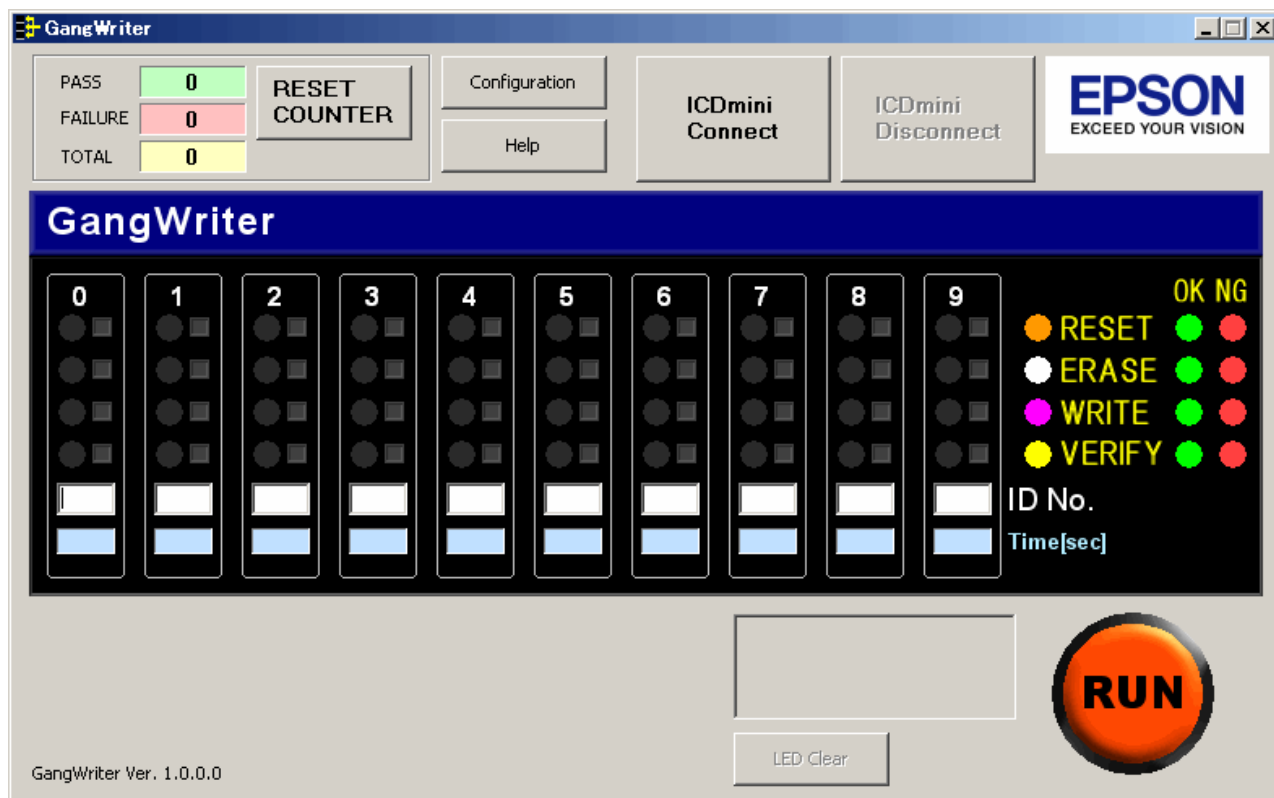 GangWriter
PASS 0
FAILURE 0
TOTAL 0
RESET
COUNTER
Configuration
Help
ICDmini
Connect
ICDmini
Disconnect
EPSON
EXCEED YOUR VISION
GangWriter
0 1 2 3 4 5 6 7 8 9
OK NG
RESET
ERASE
WRITE
VERIFY
ID No.
Time[sec]
RUN
LED Clear
GangWriter Ver. 1.0.0.0